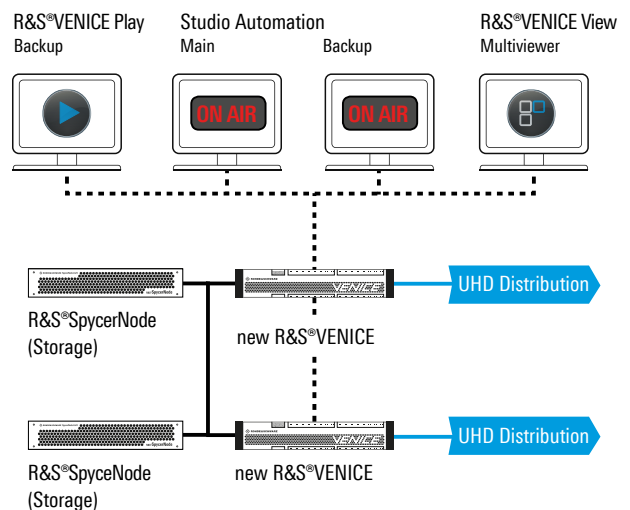 R&S®VENICE Play
Backup
Studio Automation
Main
Backup
R&S®VENICE View
Multiviewer
ON AIR
ON AIR
VENICE
UHD Distribution
R&S®SpycerNode
(Storage)
new R&S®VENICE
VENICE
UHD Distribution
R&S®SpyceNode
(Storage)
new R&S®VENICE